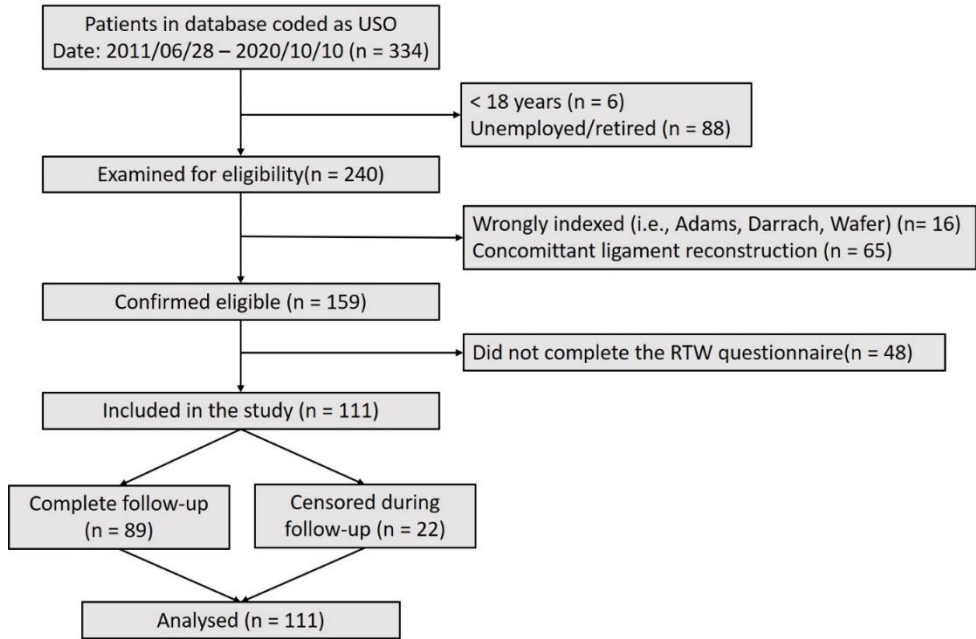 Patients in database coded as USO
Date: 2011/06/28 – 2020/10/10 (n = 334)
< 18 years (n = 6)
Unemployed/retired (n = 88)
Examined for eligibility(n = 240)
Wrongly indexed (i.e., Adams, Darrach, Wafer) (n= 16)
Concomittant ligament reconstruction (n = 65)
Confirmed eligible (n = 159)
Did not complete the RTW questionnaire(n = 48)
Included in the study (n = 111)
Complete follow-up
(n = 89)
Censored during
follow-up (n = 22)
Analysed (n = 111)